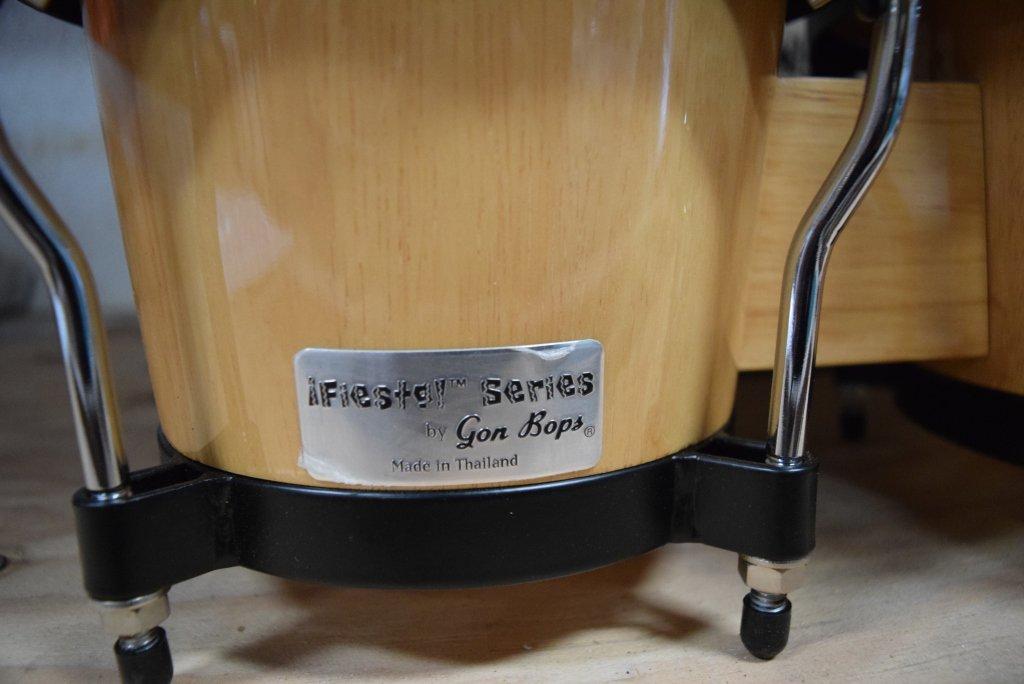 ¡Fiesta!™ Series
by Gon Bops®
Made in Thailand